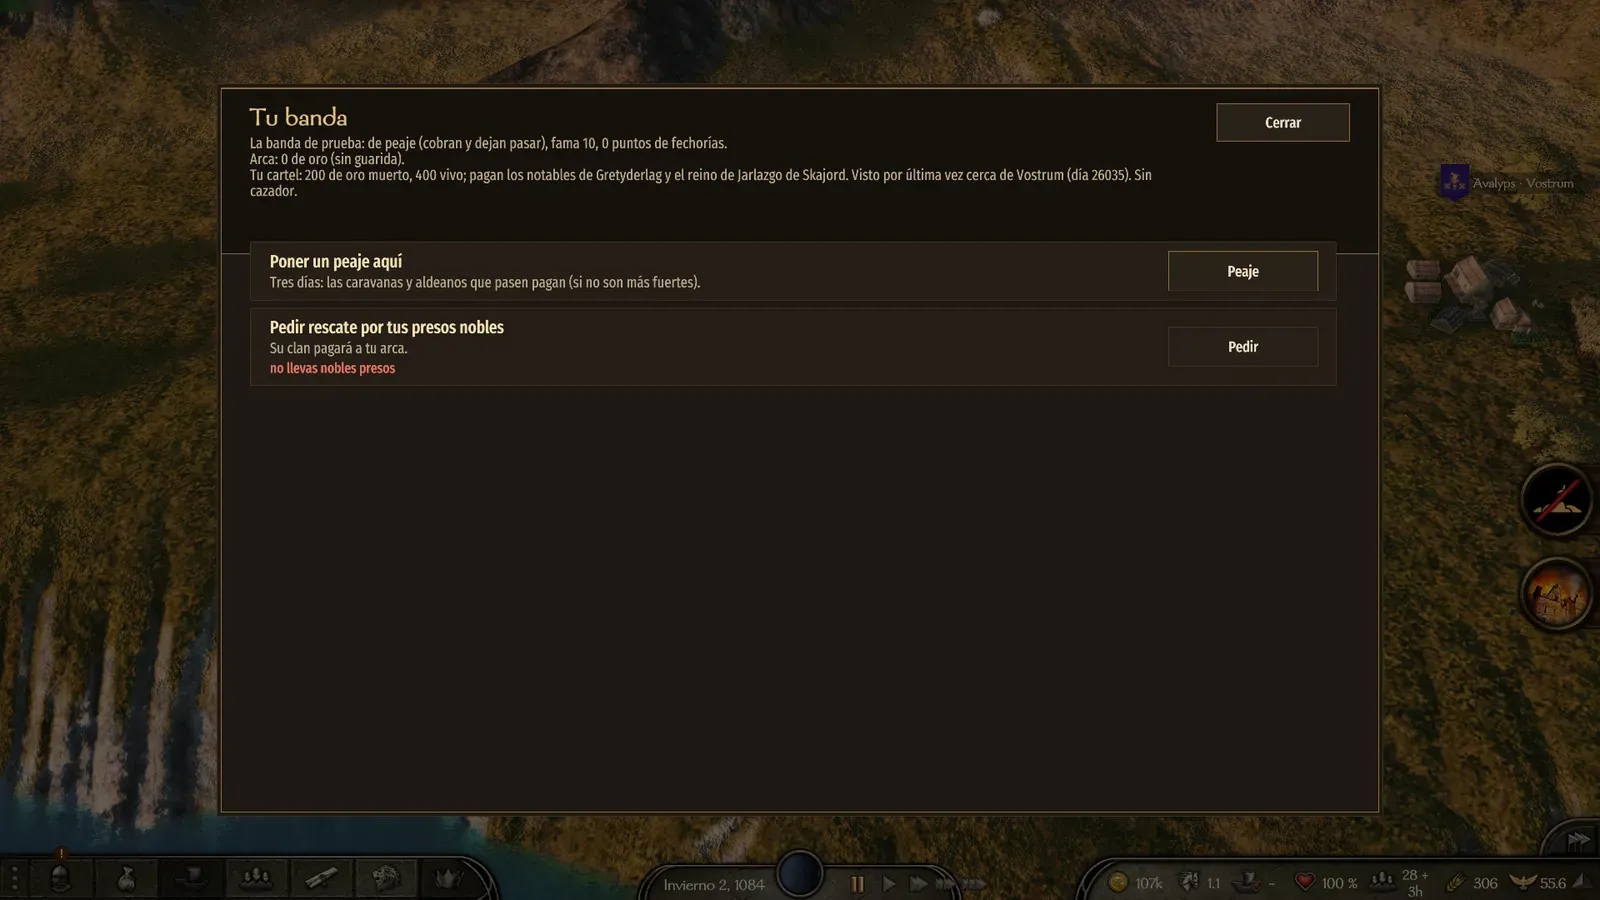 Tu banda
Cerrar
La banda de prueba: de peaje (cobran y dejan pasar), fama 10, 0 puntos de fechorías.
Arca: 0 de oro (sin guarida).
Tu cartel: 200 de oro muerto, 400 vivo; pagan los notables de Gretyderlag y el reino de Jarlazgo de Skajord. Visto por última vez cerca de Vostrum (día 26035). Sin
cazador.
Avalyps · Vostrum
Poner un peaje aquí
Tres días: las caravanas y aldeanos que pasen pagan (si no son más fuertes).
Peaje
Pedir rescate por tus presos nobles
Su clan pagará a tu arca.
no llevas nobles presos
Pedir
!
Invierno 2, 1084
107k
1.1
-
100 %
28 +
3h
306
55.6